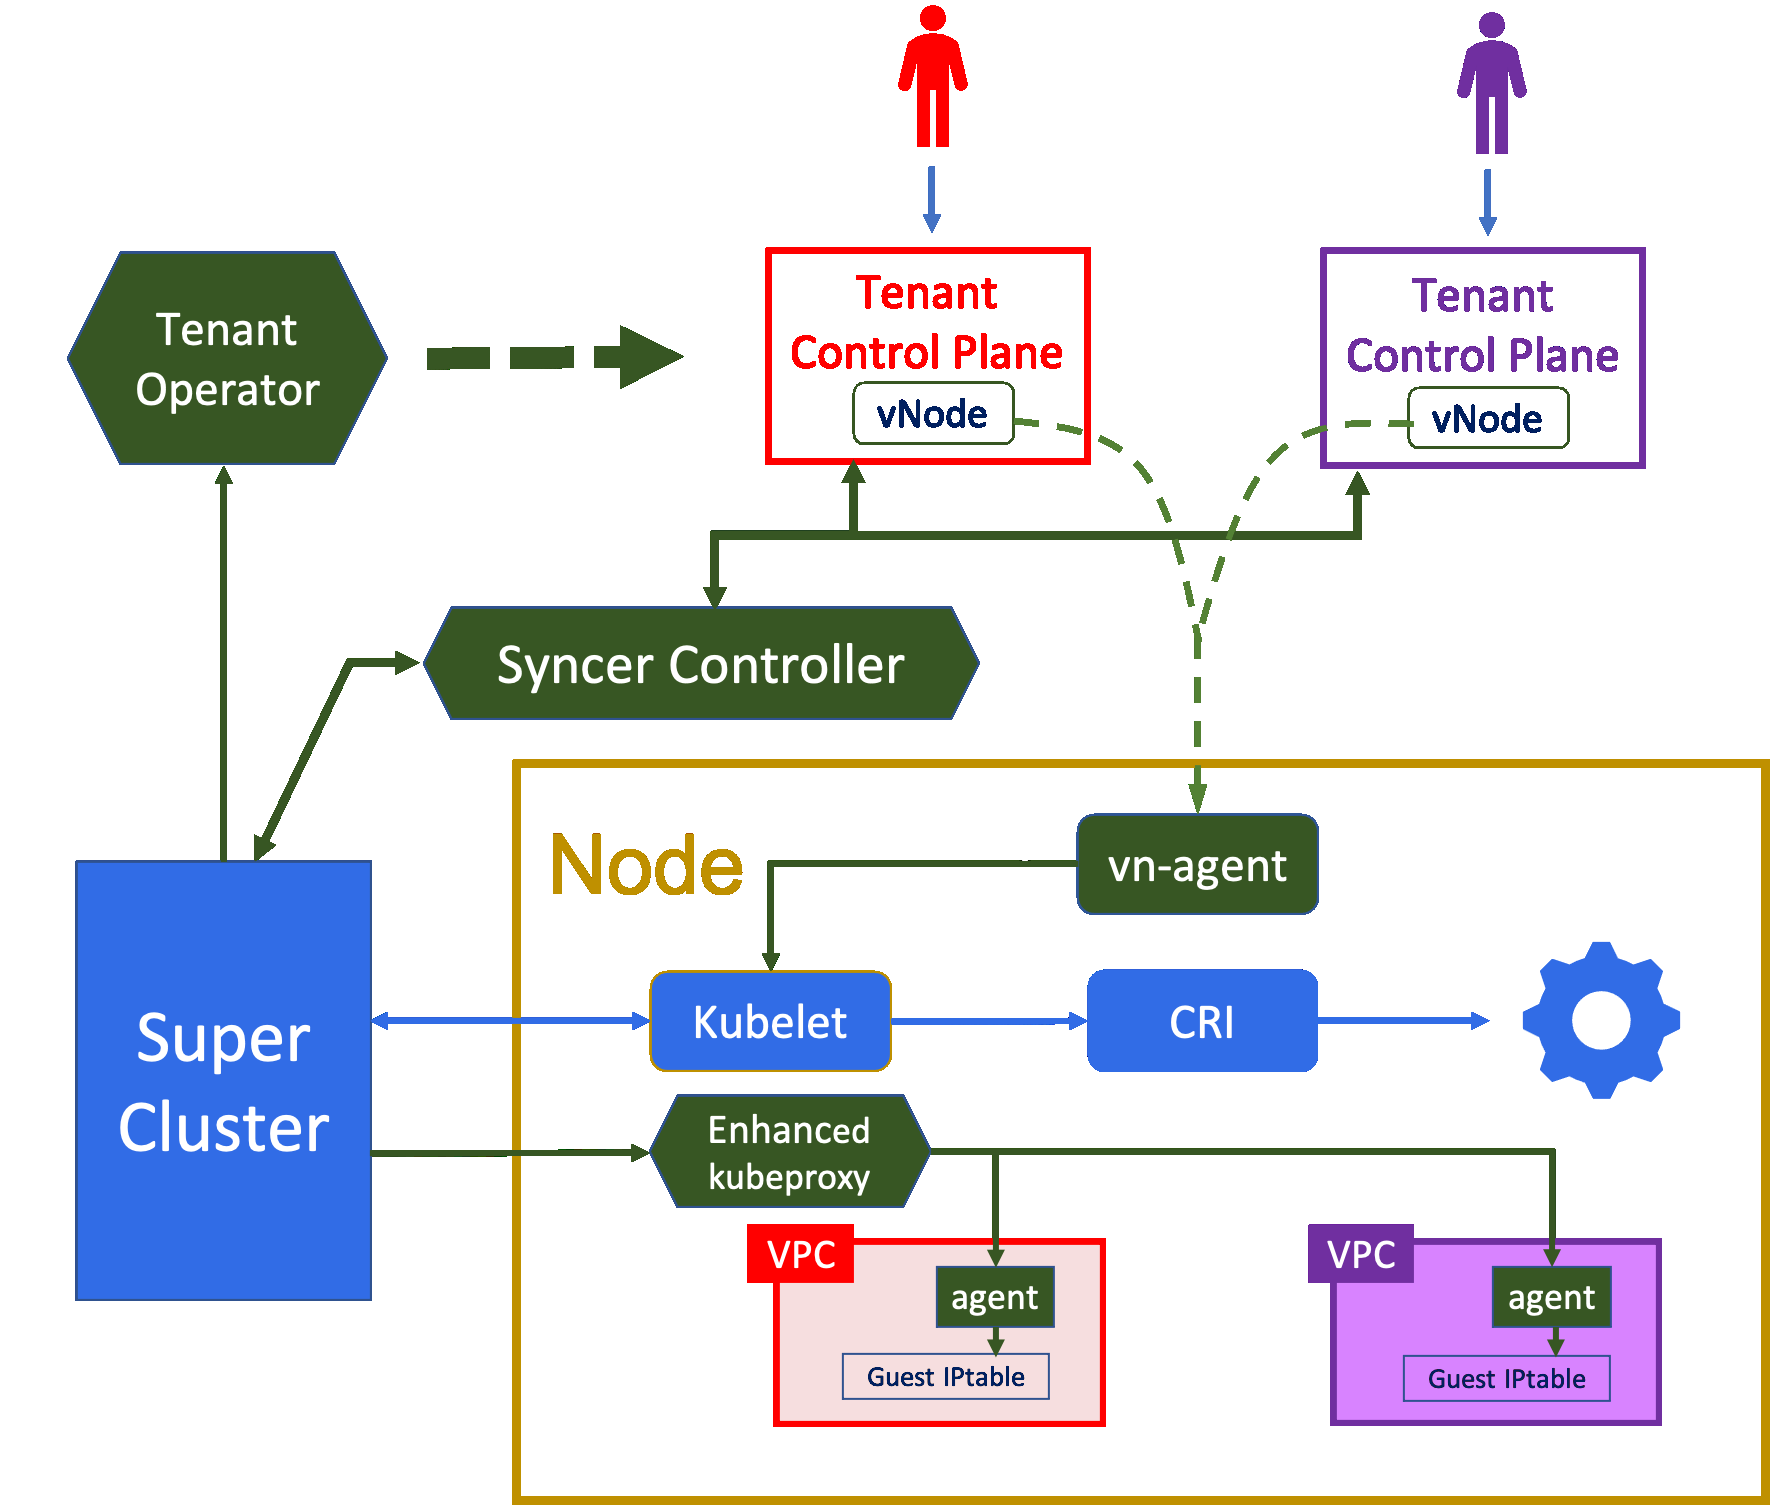 Tenant
Operator
Tenant
Control Plane
vNode
Tenant
Control Plane
vNode
Syncer Controller
Node
vn-agent
Super
Cluster
Kubelet
CRI
Enhanced
kubeproxy
VPC
agent
Guest IPtable
VPC
agent
Guest IPtable